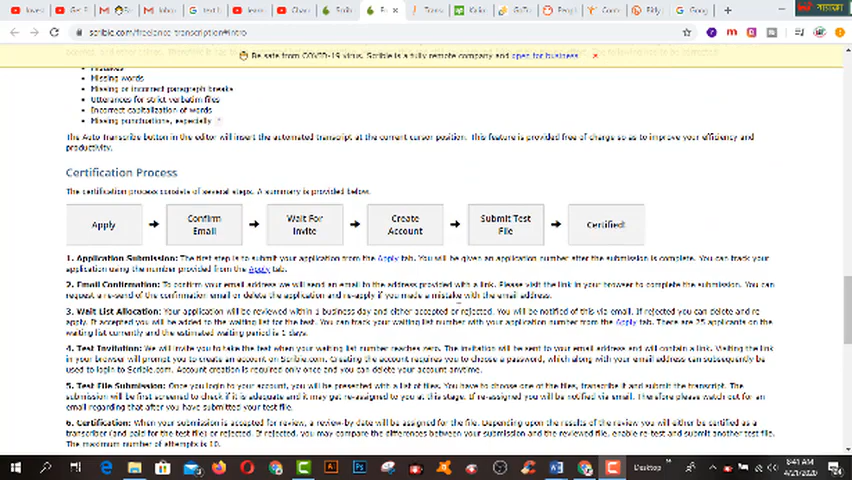 scribie.com/freelance-transcription#intro
Be safe from COVID-19 virus. Scribie is a fully remote company and open for business
Missing words
Missing or incorrect paragraph breaks
Utterances for strict verbatim files
Incorrect capitalization of words
Missing punctuations, especially
The Auto Transcribe button in the editor will insert the automated transcript at the current cursor position. This feature is provided free of charge so as to improve your efficiency and
productivity.
Certification Process
The certification process consists of several steps. A summary is provided below.
Apply
Confirm
Email
Wait For
Invite
Create
Account
Submit Test
File
Certified!
1. Application Submission: The first step is to submit your application from the Apply tab. You will be given an application number after the submission is complete. You can track your
application using the number provided from the Apply tab.
2. Email Confirmation: To confirm your email address we will send an email to the address provided with a link. Please visit the link in your browser to complete the submission. You can
request a re-send of the confirmation email or delete the application and re-apply if you made a mistake with the email address.
3. Wait List Allocation: Your application will be reviewed within 1 business day and either accepted or rejected. You will be notified of this via email. If rejected you can delete and re-
apply. If accepted you will be added to the waiting list for the test. You can track your waiting list number with your application number from the Apply tab. There are 25 applicants on the
waiting list currently and the estimated waiting period is 1 days.
4. Test Invitation: We will invite you to take the test when your waiting list number reaches zero. The invitation will be sent to your email address and will contain a link. Visiting the link
in your browser will prompt you to create an account on Scribie.com. Creating the account requires you to choose a password, which along with your email address can subsequently be
used to login to Scribie.com. Account creation is required only once and you can delete your account anytime.
5. Test File Submission: Once you login to your account, you will be presented with a list of files. You have to choose one of the files, transcribe it and submit the transcript. The
submission will be first screened to check if it is adequate and it may get re-assigned to you at this stage. If re-assigned you will be notified via email. Therefore please watch out for an
email regarding that after you have submitted your test file.
6. Certification: When your submission is accepted for review, a review-by date will be assigned for the file. Depending upon the results of the review you will either be certified as a
transcriber (and paid for the test file) or rejected. If rejected, you may compare the differences between your submission and the reviewed file, enable re-test and submit another test file.
The maximum number of attempts is 10.
Desktop
8:41 AM
4/21/2020